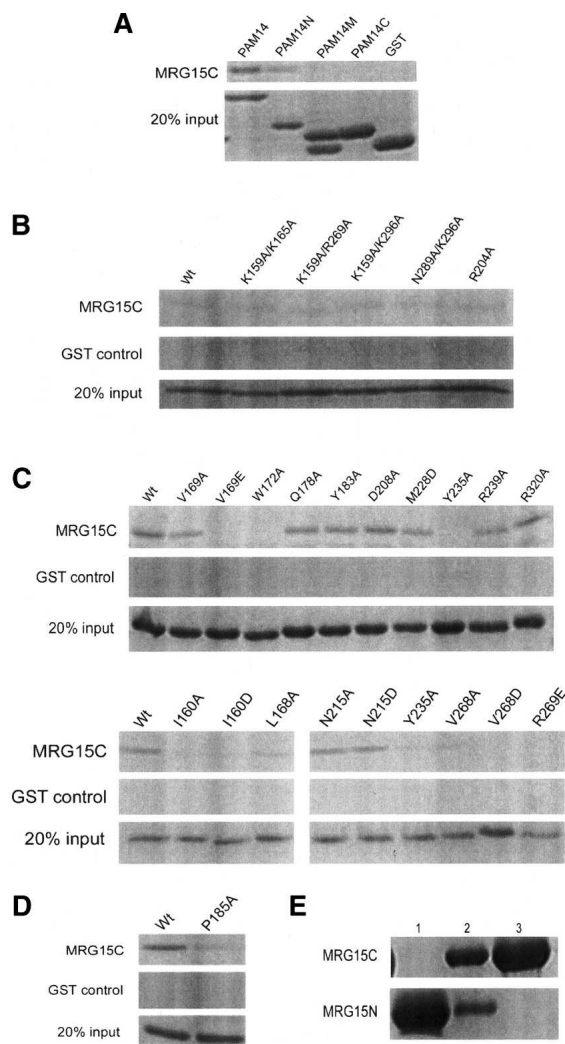 A
PAM14 PAM14N PAM14M PAM14C GST
MRG15C
20% input
B
Wt K159A/K165A K159A/R269A K159A/K296A N289A/K296A R204A
MRG15C
GST control
20% input
C
Wt V169A V169E W172A Q178A Y183A D208A M228D Y235A R239A R320A
MRG15C
GST control
20% input
Wt I160A I160D L168A N215A N215D Y235A V268A V268D R269E
MRG15C
GST control
20% input
D
Wt P185A
MRG15C
GST control
20% input
E
1 2 3
MRG15C
MRG15N